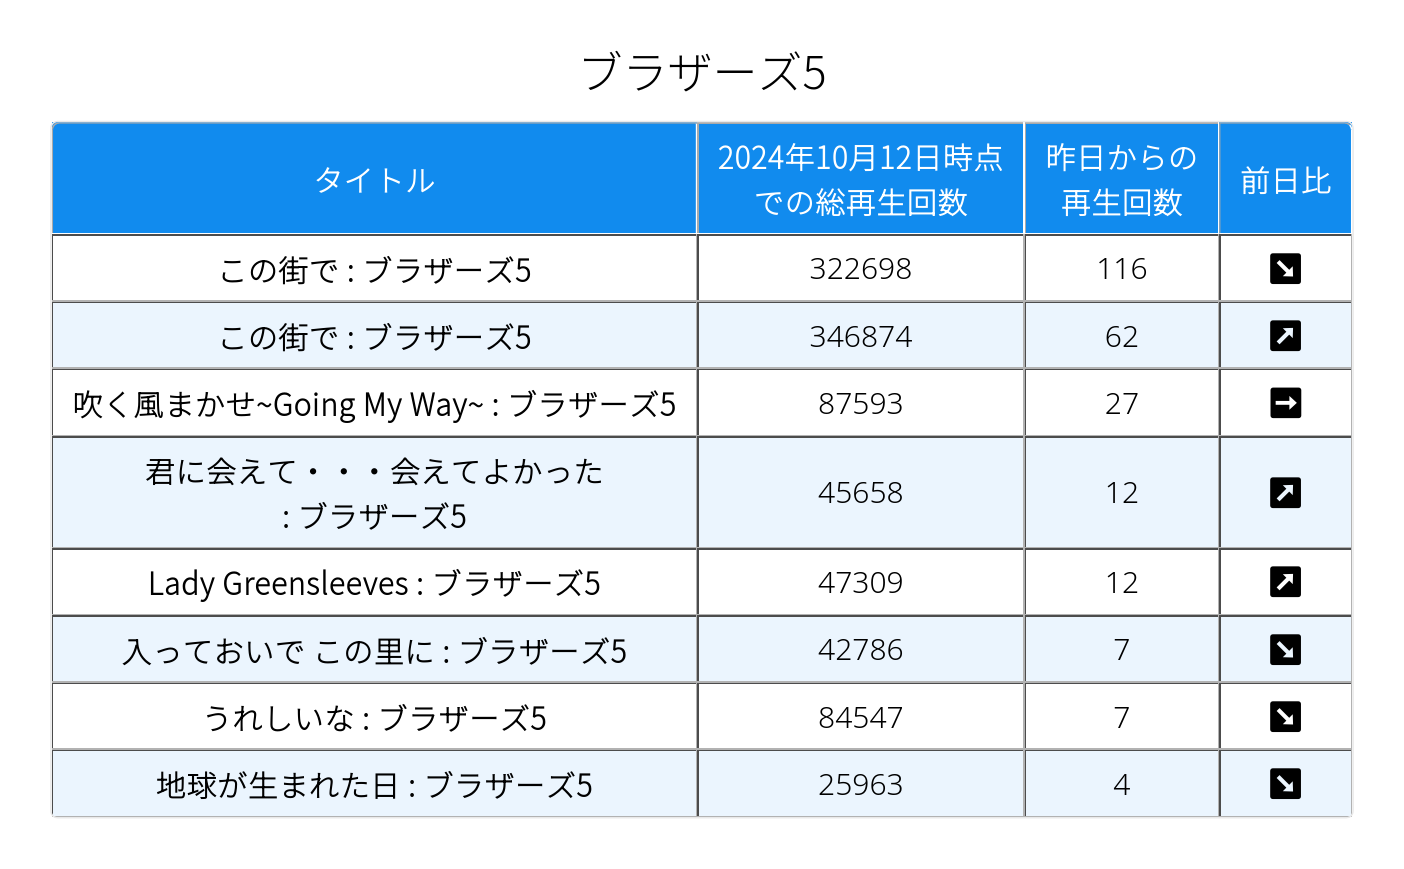 ブラザーズ5
タイトル
2024年10月12日時点
での総再生回数
昨日からの
再生回数
前日比
この街で : ブラザーズ5 322698 116 ↘
この街で : ブラザーズ5 346874 62 ↗
吹く風まかせ~Going My Way~ : ブラザーズ5 87593 27 →
君に会えて・・・会えてよかった
: ブラザーズ5 45658 12 ↗
Lady Greensleeves : ブラザーズ5 47309 12 ↗
入っておいで この里に : ブラザーズ5 42786 7 ↘
うれしいな : ブラザーズ5 84547 7 ↘
地球が生まれた日 : ブラザーズ5 25963 4 ↘